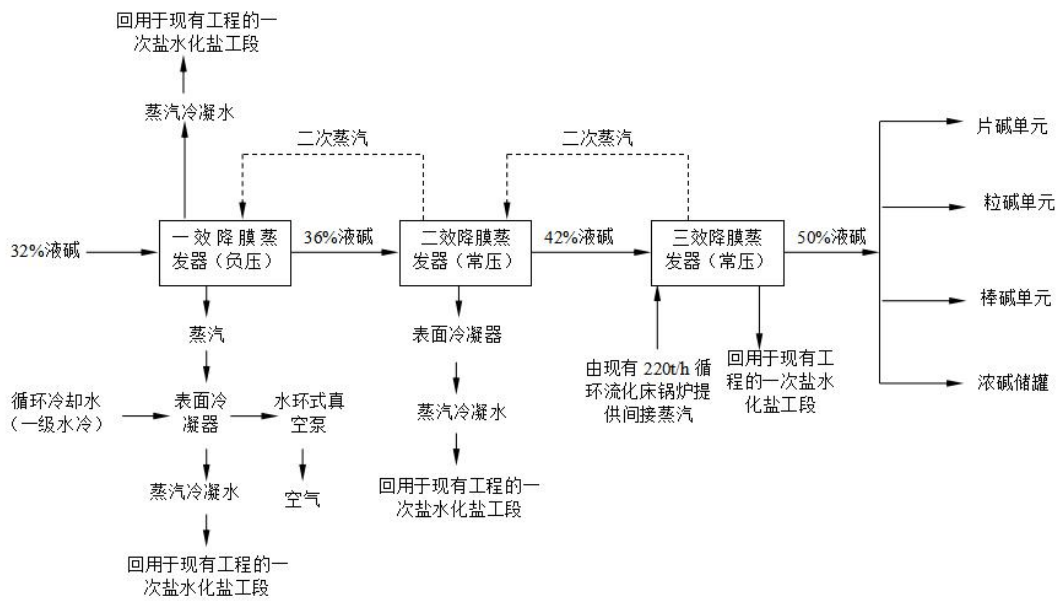 回用于现有工程的一
次盐水化盐工段
蒸汽冷凝水
二次蒸汽
二次蒸汽
片碱单元
粒碱单元
32%液碱
一效降膜蒸
发器（负压）
36%液碱
二效降膜蒸
发器（常压）
42%液碱
三效降膜蒸
发器（常压）
50%液碱
棒碱单元
浓碱储罐
蒸汽
表面冷凝器
由现有 220t/h 循
环流化床锅炉提
供间接蒸汽
回用于现有工
程的一次盐水
化盐工段
循环冷却水
（一级水冷）
表面冷
凝器
水环式真
空泵
蒸汽冷凝水
蒸汽冷凝水
空气
回用于现有工程的一
次盐水化盐工段
回用于现有工程的一
次盐水化盐工段